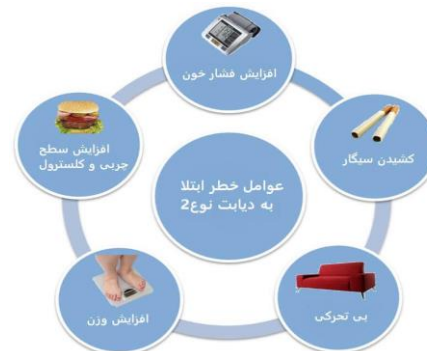 افزایش فشار خون
کشیدن سیگار
بی تحرکی
افزایش وزن
افزایش سطح
چربی و کلسترول
عوامل خطر ابتلا
به دیابت نوع2